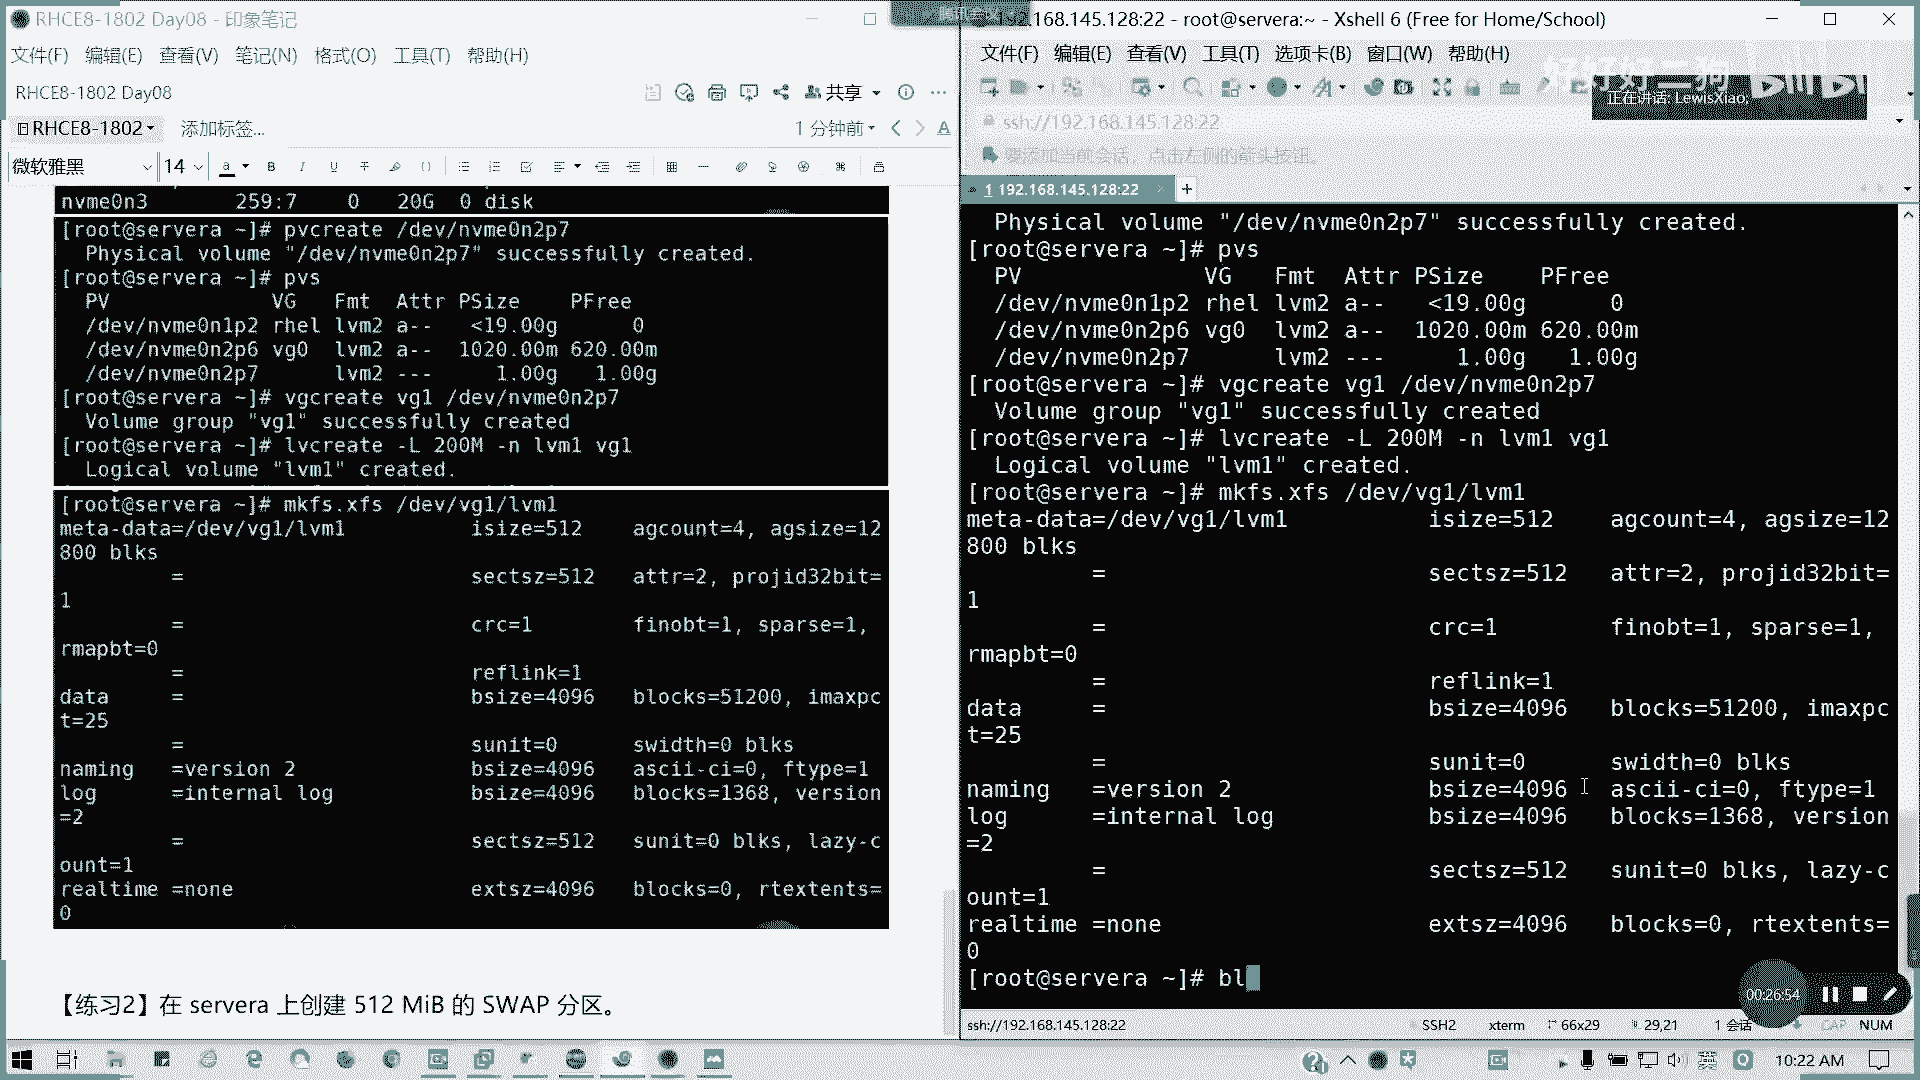 RHCE8-1802 Day08 - 印象笔记
文件(F) 编辑(E) 查看(V) 笔记(N) 格式(O) 工具(T) 帮助(H)
RHCE8-1802 Day08
共享
RHCE8-1802 添加标签...
1 分钟前
微软雅黑 14
nvme0n3 259:7 0 20G 0 disk
[root@servera ~]# pvcreate /dev/nvme0n2p7
Physical volume "/dev/nvme0n2p7" successfully created.
[root@servera ~]# pvs
PV VG Fmt Attr PSize PFree
/dev/nvme0n1p2 rhel lvm2 a-- <19.00g 0
/dev/nvme0n2p6 vg0 lvm2 a-- 1020.00m 620.00m
/dev/nvme0n2p7 lvm2 --- 1.00g 1.00g
[root@servera ~]# vgcreate vg1 /dev/nvme0n2p7
Volume group "vg1" successfully created
[root@servera ~]# lvcreate -L 200M -n lvm1 vg1
Logical volume "lvm1" created.
[root@servera ~]# mkfs.xfs /dev/vg1/lvm1
meta-data=/dev/vg1/lvm1 isize=512 agcount=4, agsize=12
800 blks
= sectsz=512 attr=2, projid32bit=
1
= crc=1 finobt=1, sparse=1,
rmapbt=0
= reflink=1
data = bsize=4096 blocks=51200, imaxpc
t=25
= sunit=0 swidth=0 blks
naming =version 2 bsize=4096 ascii-ci=0, ftype=1
log =internal log bsize=4096 blocks=1368, version
=2
= sectsz=512 sunit=0 blks, lazy-c
ount=1
realtime =none extsz=4096 blocks=0, rtextents=
0
【练习2】在 servera 上创建 512 MiB 的 SWAP 分区。
192.168.145.128:22 - root@servera:~ - Xshell 6 (Free for Home/School)
文件(F) 编辑(E) 查看(V) 工具(T) 选项卡(B) 窗口(W) 帮助(H)
正在讲话: LewisXiao;
ssh://192.168.145.128:22
要添加当前会话，点击左侧的箭头按钮。
1 192.168.145.128:22
Physical volume "/dev/nvme0n2p7" successfully created.
[root@servera ~]# pvs
PV VG Fmt Attr PSize PFree
/dev/nvme0n1p2 rhel lvm2 a-- <19.00g 0
/dev/nvme0n2p6 vg0 lvm2 a-- 1020.00m 620.00m
/dev/nvme0n2p7 lvm2 --- 1.00g 1.00g
[root@servera ~]# vgcreate vg1 /dev/nvme0n2p7
Volume group "vg1" successfully created
[root@servera ~]# lvcreate -L 200M -n lvm1 vg1
Logical volume "lvm1" created.
[root@servera ~]# mkfs.xfs /dev/vg1/lvm1
meta-data=/dev/vg1/lvm1 isize=512 agcount=4, agsize=12
800 blks
= sectsz=512 attr=2, projid32bit=
1
= crc=1 finobt=1, sparse=1,
rmapbt=0
= reflink=1
data = bsize=4096 blocks=51200, imaxpc
t=25
= sunit=0 swidth=0 blks
naming =version 2 bsize=4096 ascii-ci=0, ftype=1
log =internal log bsize=4096 blocks=1368, version
=2
= sectsz=512 sunit=0 blks, lazy-c
ount=1
realtime =none extsz=4096 blocks=0, rtextents=
0
[root@servera ~]# bl
00:26:54
ssh://192.168.145.128:22 SSH2 xterm 66x29 29,21 1 会话 CAP NUM
英
10:22 AM